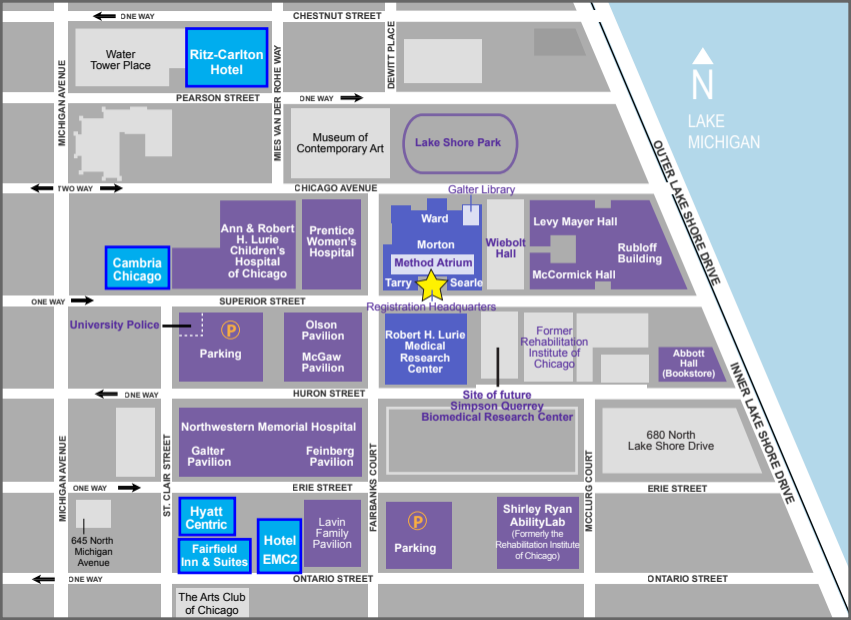 CHESTNUT STREET
ONE WAY
Water
Tower Place
Ritz-Carlton
Hotel
DEWITT PLACE
MICHIGAN AVENUE
MIES VAN DER ROHE WAY
N
LAKE
MICHIGAN
PEARSON STREET
ONE WAY
Museum of
Contemporary Art
Lake Shore Park
OUTER LAKE SHORE DRIVE
TWO WAY
CHICAGO AVENUE
Galter Library
Ann & Robert
H. Lurie
Children's
Hospital
of Chicago
Prentice
Women's
Hospital
Ward
Morton
Method Atrium
Tarry
Searle
Wiebolt
Hall
Levy Mayer Hall
McCormick Hall
Rubloff
Building
Cambria
Chicago
ONE WAY
SUPERIOR STREET
Registration Headquarters
University Police
P
Parking
Olson
Pavilion
McGaw
Pavilion
Robert H. Lurie
Medical
Research
Center
Former
Rehabilitation
Institute of
Chicago
Abbott
Hall
(Bookstore)
INNER LAKE SHORE DRIVE
ONE WAY
HURON STREET
Site of future
Simpson Querrey
Biomedical Research Center
MICHIGAN AVENUE
ST. CLAIR STREET
Northwestern Memorial Hospital
Galter
Pavilion
Feinberg
Pavilion
FAIRBANKS COURT
MCCLURG COURT
680 North
Lake Shore Drive
ONE WAY
ERIE STREET
ERIE STREET
645 North
Michigan
Avenue
Hyatt
Centric
Fairfield
Inn & Suites
Hotel
EMC2
Lavin
Family
Pavilion
P
Parking
Shirley Ryan
AbilityLab
(Formerly the
Rehabilitation Institute
of Chicago)
ONE WAY
ONTARIO STREET
ONTARIO STREET
The Arts Club
of Chicago